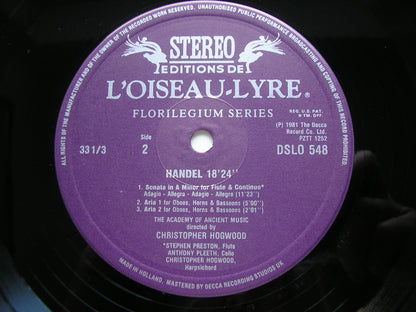 ALL RIGHTS OF THE MANUFACTURER AND OF THE OWNER OF THE RECORDED WORK RESERVED. UNAUTHORISED PUBLIC PERFORMANCE BROADCASTING AND COPYING OF THIS RECORD PROHIBITED.
STEREO
EDITIONS DE
L'OISEAU-LYRE®
FLORILEGIUM SERIES
REG. U.S. PAT.
& TM. OFF.
33 1/3
Side
2
℗ 1981 The Decca
Record Co. Ltd.
PZTT 1252
DSLO 548
HANDEL 18'24''
1. Sonata in A Minor for Flute & Continuo*
Adagio - Allegro - Adagio - Allegro (11'23'')
2. Aria 1 for Oboes, Horns & Bassoons (5'00'')
3. Aria 2 for Oboes, Horns & Bassoons (2'01'')
THE ACADEMY OF ANCIENT MUSIC
directed by
CHRISTOPHER HOGWOOD
*STEPHEN PRESTON, Flute
ANTHONY PLEETH, Cello
CHRISTOPHER HOGWOOD,
Harpsichord
MADE IN HOLLAND, MASTERED BY DECCA RECORDING STUDIOS UK